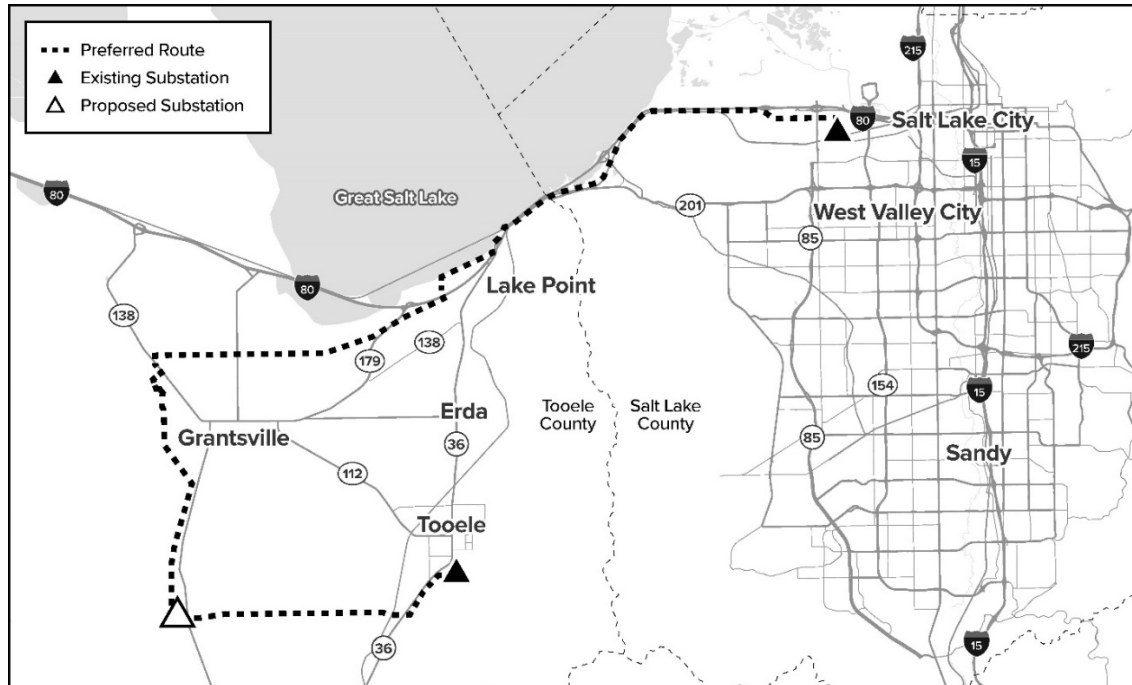 Preferred Route
Existing Substation
Proposed Substation
215
80
Salt Lake City
15
80
Great Salt Lake
201
West Valley City
85
Lake Point
80
138
138
179
215
154
15
Erda
Tooele
County
Salt Lake
County
Grantsville
36
85
Sandy
112
Tooele
36
15